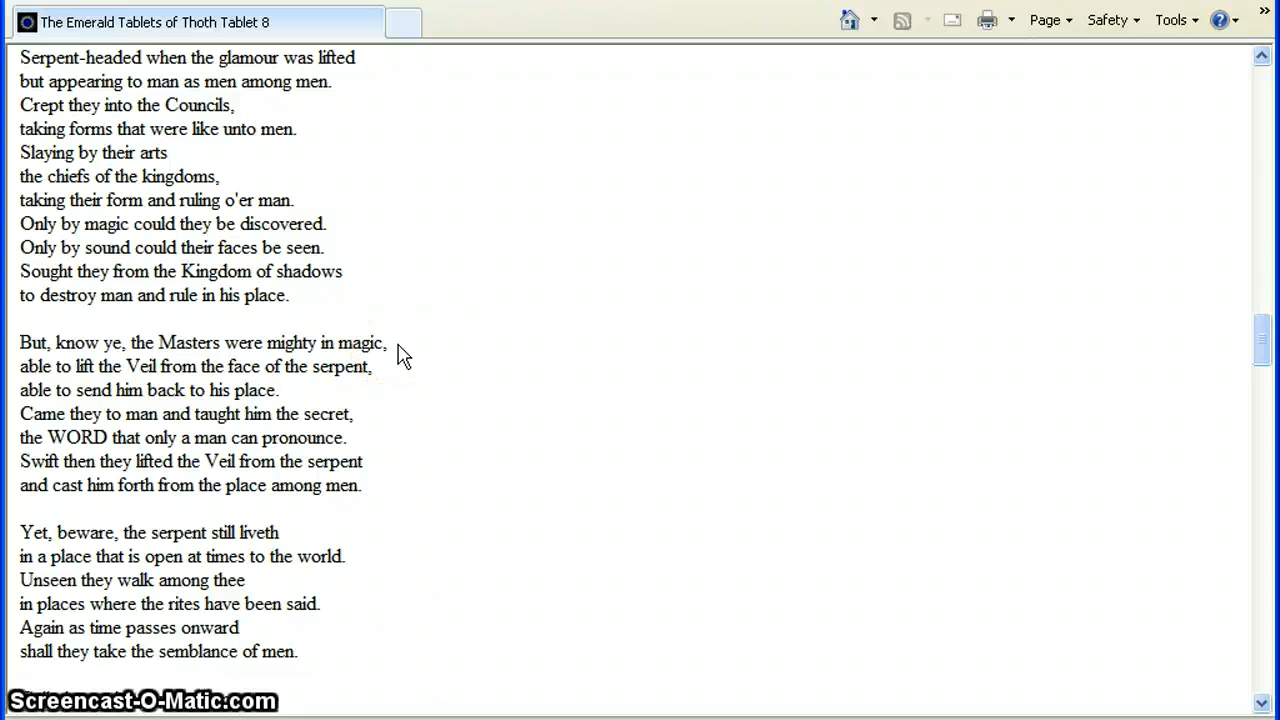 The Emerald Tablets of Thoth Tablet 8
Page
Safety
Tools
Serpent-headed when the glamour was lifted
but appearing to man as men among men.
Crept they into the Councils,
taking forms that were like unto men.
Slaying by their arts
the chiefs of the kingdoms,
taking their form and ruling o'er man.
Only by magic could they be discovered.
Only by sound could their faces be seen.
Sought they from the Kingdom of shadows
to destroy man and rule in his place.
But, know ye, the Masters were mighty in magic,
able to lift the Veil from the face of the serpent,
able to send him back to his place.
Came they to man and taught him the secret,
the WORD that only a man can pronounce.
Swift then they lifted the Veil from the serpent
and cast him forth from the place among men.
Yet, beware, the serpent still liveth
in a place that is open at times to the world.
Unseen they walk among thee
in places where the rites have been said.
Again as time passes onward
shall they take the semblance of men.
Screencast-O-Matic.com